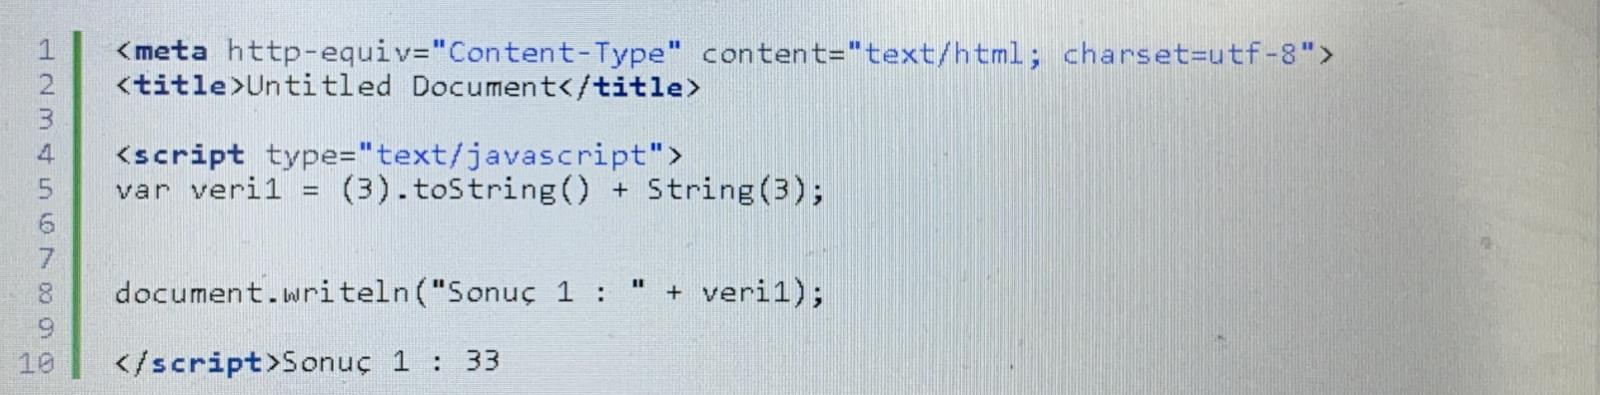 1 <meta http-equiv="Content-Type" content="text/html; charset=utf-8">
2 <title>Untitled Document</title>
3
4 <script type="text/javascript">
5 var veri1 = (3).toString() + String(3);
6
7
8 document.writeln("Sonuç 1 : " + veri1);
9
10 </script>Sonuç 1 : 33